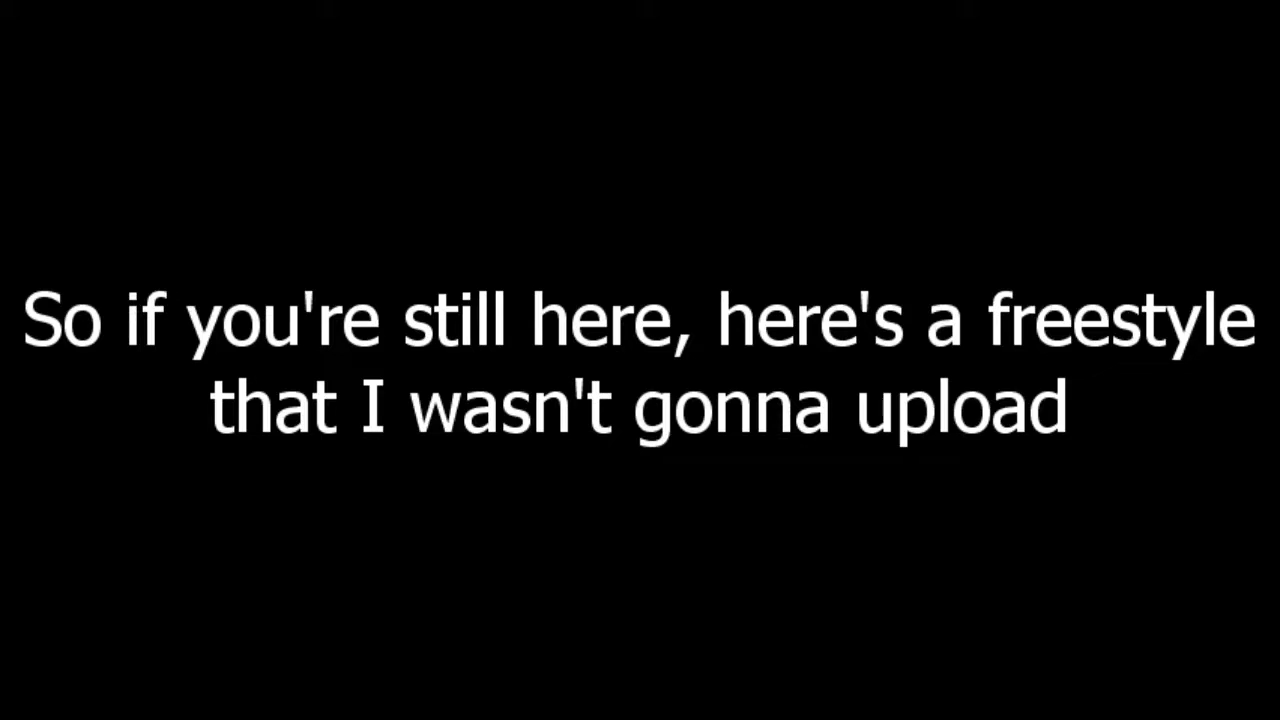 So if you're still here, here's a freestyle
that I wasn't gonna upload